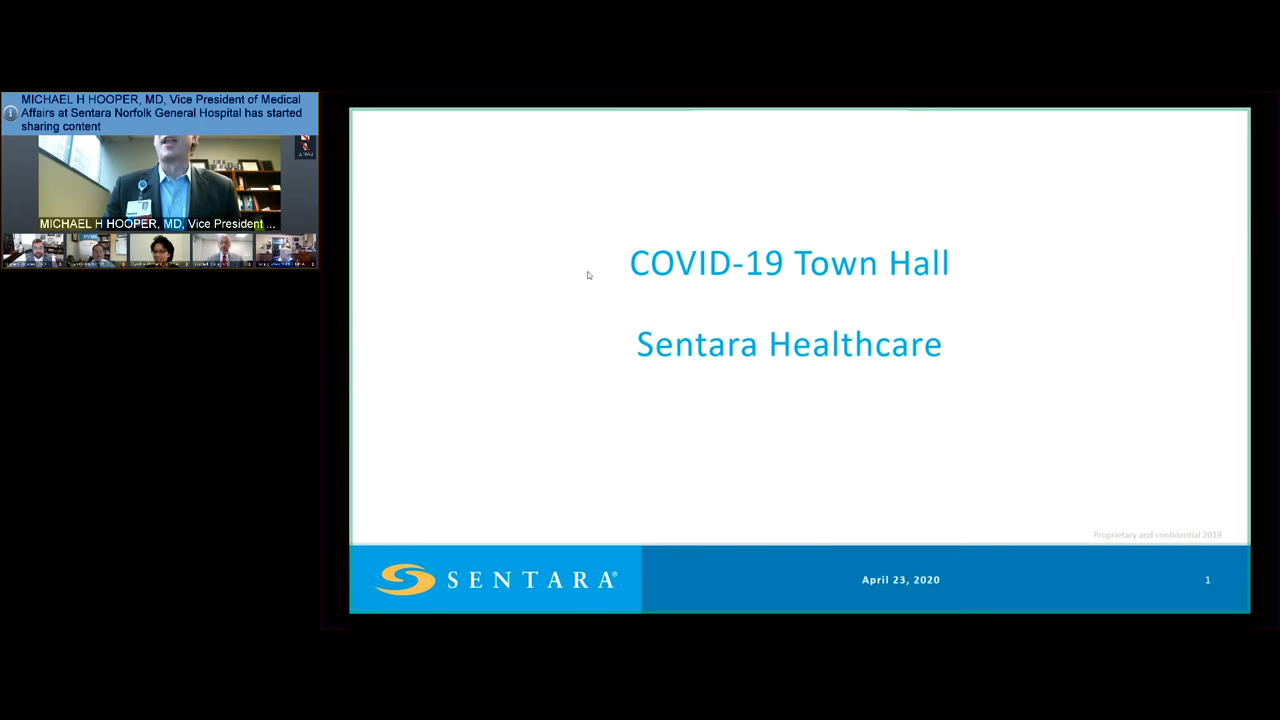 MICHAEL H HOOPER, MD, Vice President of Medical
Affairs at Sentara Norfolk General Hospital has started
sharing content
MICHAEL H HOOPER, MD, Vice President ...
COVID-19 Town Hall
Sentara Healthcare
Proprietary and confidential 2019
SENTARA®
April 23, 2020
1